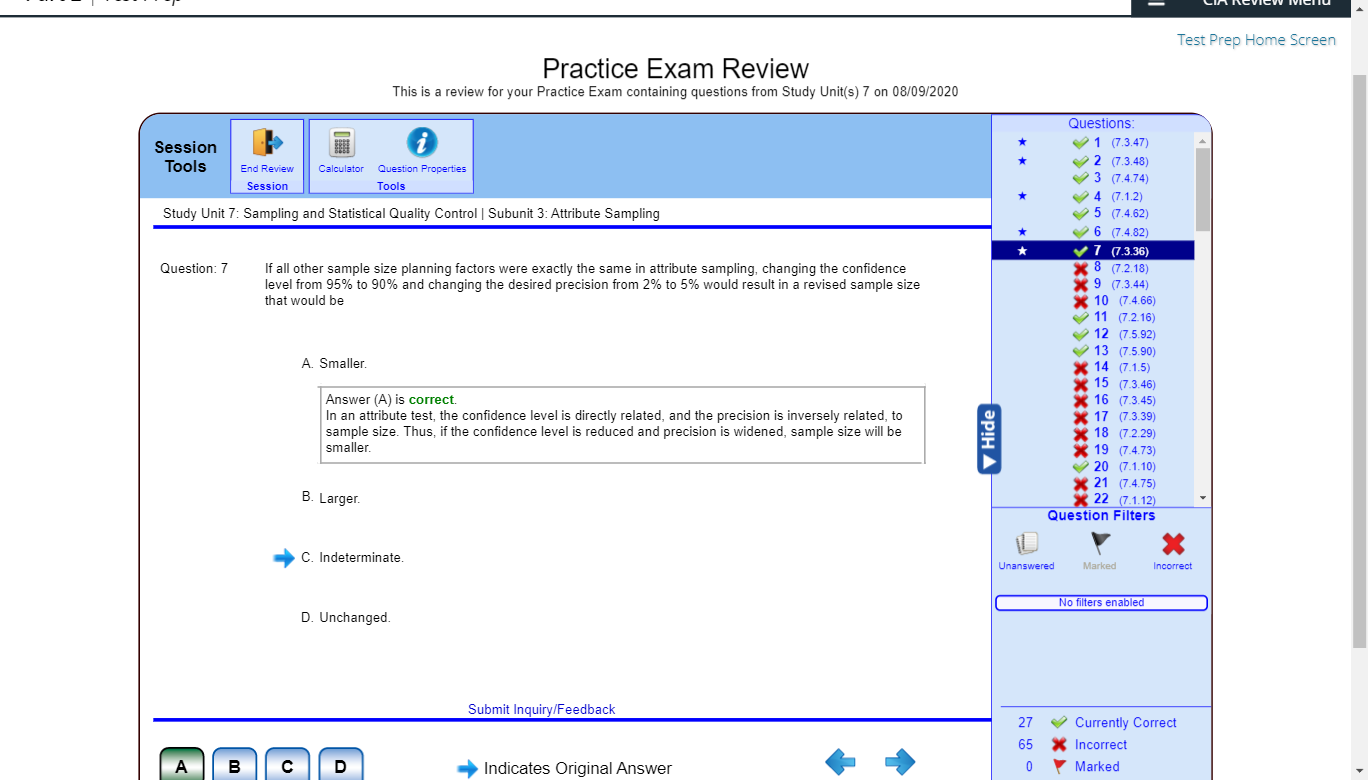 CIA Review Menu
Test Prep Home Screen
Practice Exam Review
This is a review for your Practice Exam containing questions from Study Unit(s) 7 on 08/09/2020
Session
Tools
End Review
Session
Calculator
Question Properties
Tools
Study Unit 7: Sampling and Statistical Quality Control | Subunit 3: Attribute Sampling
Question: 7
If all other sample size planning factors were exactly the same in attribute sampling, changing the confidence
level from 95% to 90% and changing the desired precision from 2% to 5% would result in a revised sample size
that would be
A. Smaller.
Answer (A) is correct.
In an attribute test, the confidence level is directly related, and the precision is inversely related, to
sample size. Thus, if the confidence level is reduced and precision is widened, sample size will be
smaller.
B. Larger.
C. Indeterminate.
D. Unchanged.
Submit Inquiry/Feedback
A B C D
Indicates Original Answer
Hide
Questions:
1 (7.3.47)
2 (7.3.48)
3 (7.4.74)
4 (7.1.2)
5 (7.4.62)
6 (7.4.82)
7 (7.3.36)
8 (7.2.18)
9 (7.3.44)
10 (7.4.66)
11 (7.2.16)
12 (7.5.92)
13 (7.5.90)
14 (7.1.5)
15 (7.3.46)
16 (7.3.45)
17 (7.3.39)
18 (7.2.29)
19 (7.4.73)
20 (7.1.10)
21 (7.4.75)
22 (7.1.12)
Question Filters
Unanswered
Marked
Incorrect
No filters enabled
27 Currently Correct
65 Incorrect
0 Marked